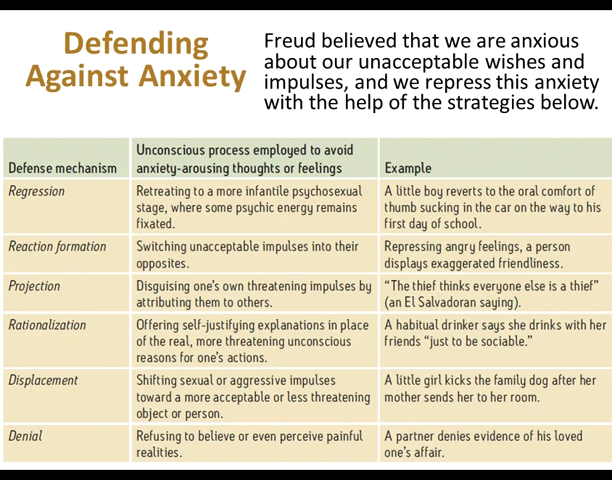 Defending
Against Anxiety
Freud believed that we are anxious
about our unacceptable wishes and
impulses, and we repress this anxiety
with the help of the strategies below.
Defense mechanism
Unconscious process employed to avoid
anxiety-arousing thoughts or feelings
Example
Regression
Retreating to a more infantile psychosexual
stage, where some psychic energy remains
fixated.
A little boy reverts to the oral comfort of
thumb sucking in the car on the way to his
first day of school.
Reaction formation
Switching unacceptable impulses into their
opposites.
Repressing angry feelings, a person
displays exaggerated friendliness.
Projection
Disguising one's own threatening impulses by
attributing them to others.
“The thief thinks everyone else is a thief”
(an El Salvadoran saying).
Rationalization
Offering self-justifying explanations in place
of the real, more threatening unconscious
reasons for one's actions.
A habitual drinker says she drinks with her
friends “just to be sociable.”
Displacement
Shifting sexual or aggressive impulses
toward a more acceptable or less threatening
object or person.
A little girl kicks the family dog after her
mother sends her to her room.
Denial
Refusing to believe or even perceive painful
realities.
A partner denies evidence of his loved
one's affair.